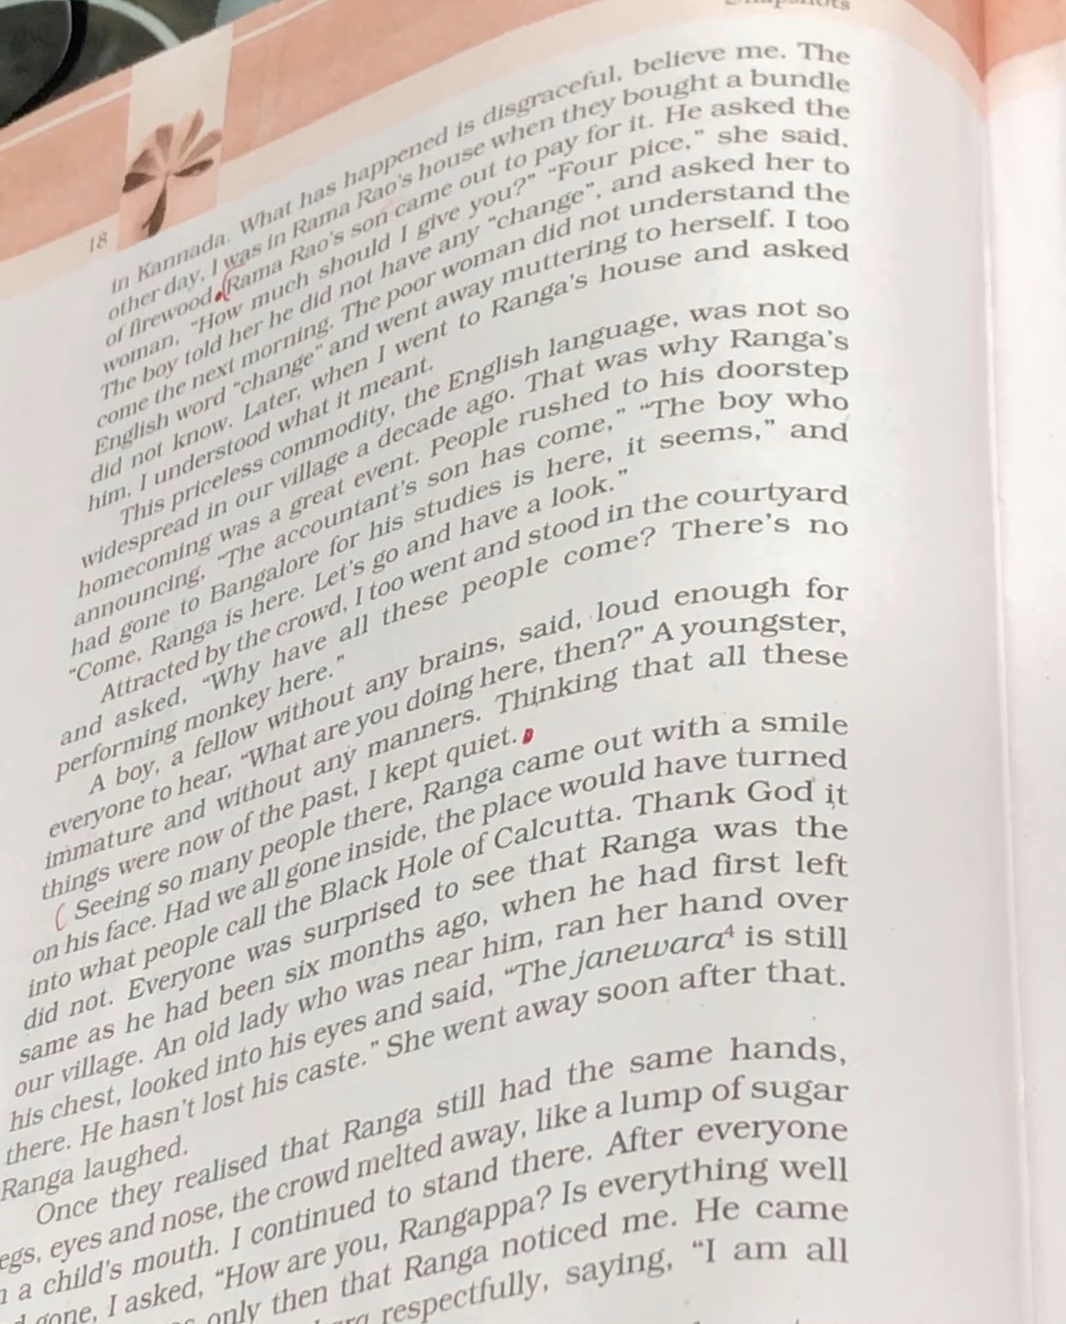 18
in Kannada. What has happened is disgraceful, believe me. The
other day, I was in Rama Rao's house when they bought a bundle
of firewood. Rama Rao's son came out to pay for it. He asked the
woman, "How much should I give you?" "Four pice," she said.
The boy told her he did not have any "change", and asked her to
come the next morning. The poor woman did not understand the
English word "change" and went away muttering to herself. I too
did not know. Later, when I went to Ranga's house and asked
him, I understood what it meant.
This priceless commodity, the English language, was not so
widespread in our village a decade ago. That was why Ranga's
homecoming was a great event. People rushed to his doorstep
announcing, "The accountant's son has come," "The boy who
had gone to Bangalore for his studies is here, it seems," and
"Come, Ranga is here. Let's go and have a look."
Attracted by the crowd, I too went and stood in the courtyard
and asked, "Why have all these people come? There's no
performing monkey here."
A boy, a fellow without any brains, said, loud enough for
everyone to hear, "What are you doing here, then?" A youngster,
immature and without any manners. Thinking that all these
things were now of the past, I kept quiet.
Seeing so many people there, Ranga came out with a smile
on his face. Had we all gone inside, the place would have turned
into what people call the Black Hole of Calcutta. Thank God it
did not. Everyone was surprised to see that Ranga was the
same as he had been six months ago, when he had first left
our village. An old lady who was near him, ran her hand over
his chest, looked into his eyes and said, "The janewara⁴ is still
there. He hasn't lost his caste." She went away soon after that.
Ranga laughed.
Once they realised that Ranga still had the same hands,
egs, eyes and nose, the crowd melted away, like a lump of sugar
a child's mouth. I continued to stand there. After everyone
gone, I asked, "How are you, Rangappa? Is everything well
only then that Ranga noticed me. He came
respectfully, saying, "I am all